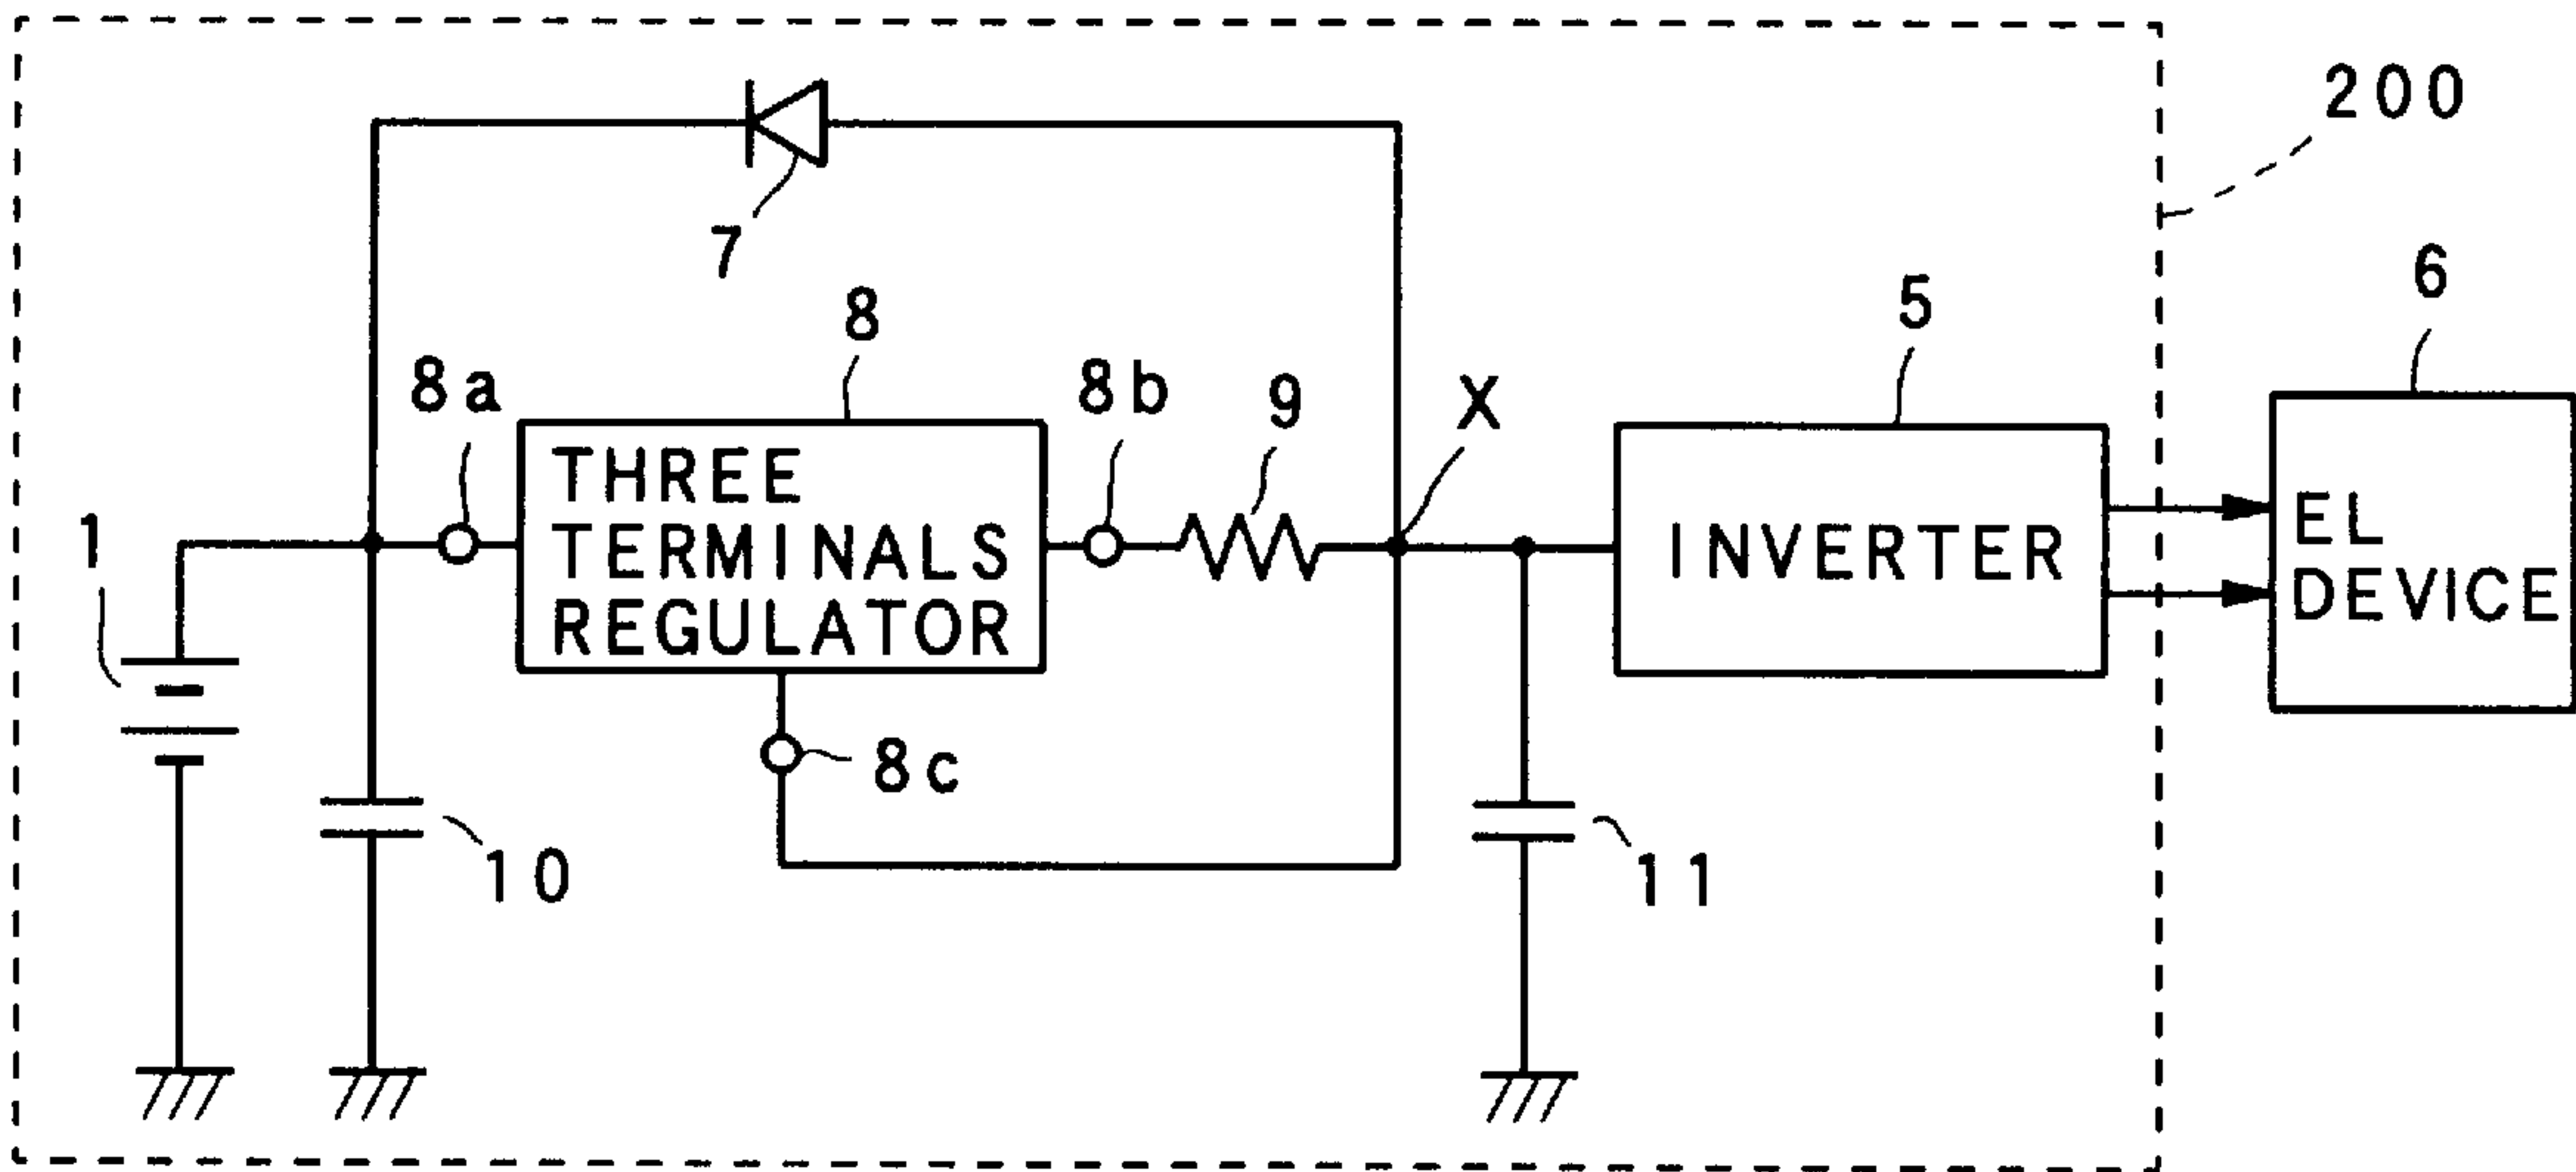 200
7
8
5
6
8a
8b
9
X
THREE
TERMINALS
REGULATOR
INVERTER
EL
DEVICE
1
8c
10
11